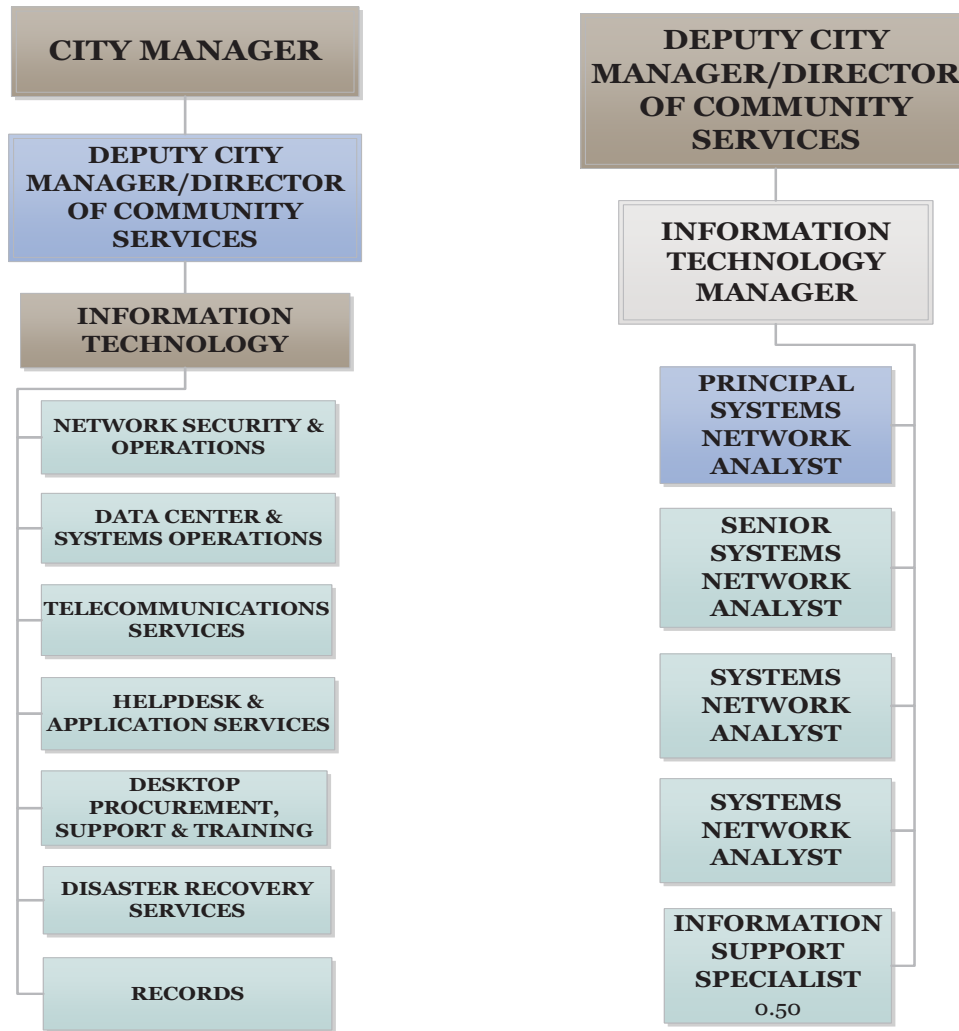 CITY MANAGER
DEPUTY CITY
MANAGER/DIRECTOR
OF COMMUNITY
SERVICES
INFORMATION
TECHNOLOGY
NETWORK SECURITY &
OPERATIONS
DATA CENTER &
SYSTEMS OPERATIONS
TELECOMMUNICATIONS
SERVICES
HELPDESK &
APPLICATION SERVICES
DESKTOP
PROCUREMENT,
SUPPORT & TRAINING
DISASTER RECOVERY
SERVICES
RECORDS
DEPUTY CITY
MANAGER/DIRECTOR
OF COMMUNITY
SERVICES
INFORMATION
TECHNOLOGY
MANAGER
PRINCIPAL
SYSTEMS
NETWORK
ANALYST
SENIOR
SYSTEMS
NETWORK
ANALYST
SYSTEMS
NETWORK
ANALYST
SYSTEMS
NETWORK
ANALYST
INFORMATION
SUPPORT
SPECIALIST
0.50